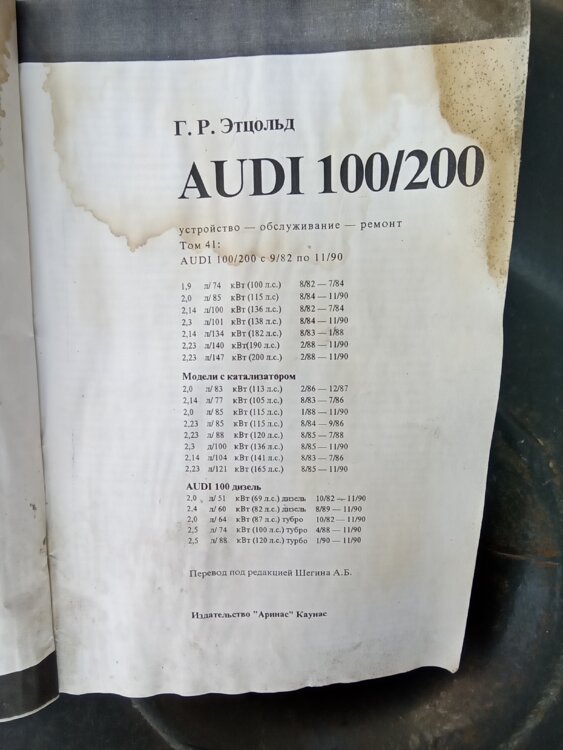 Г. Р. Этцольд
AUDI 100/200
устройство — обслуживание — ремонт
Том 41:
AUDI 100/200 с 9/82 по 11/90
1,9 л/ 74 кВт (100 л.с.) 8/82 — 7/84
2,0 л/ 85 кВт (115 л.с) 8/84 — 11/90
2,14 л/100 кВт (136 л.с.) 8/82 — 7/84
2,3 л/101 кВт (138 л.с.) 8/84 — 11/90
2,14 л/134 кВт (182 л.с.) 8/83 — 1/88
2,23 л/140 кВт(190 л.с.) 2/88 — 11/90
2,23 л/147 кВт (200 л.с.) 2/88 — 11/90
Модели с катализатором
2,0 л/ 83 кВт (113 л.с.) 2/86 — 12/87
2,14 л/ 77 кВт (105 л.с.) 8/83 — 7/86
2,0 л/ 85 кВт (115 л.с.) 1/88 — 11/90
2,23 л/ 85 кВт (115 л.с.) 8/84 — 9/86
2,23 л/ 88 кВт (120 л.с.) 8/85 — 7/88
2,3 л/100 кВт (136 л.с.) 8/85 — 11/90
2,14 л/104 кВт (141 л.с.) 8/83 — 7/86
2,23 л/121 кВт (165 л.с.) 8/85 — 11/90
AUDI 100 дизель
2,0 л/ 51 кВт (69 л.с.) дизель 10/82 — 11/90
2,4 л/ 60 кВт (82 л.с.) дизель 8/89 — 11/90
2,0 л/ 64 кВт (87 л.с.) тубро 10/82 — 11/90
2,5 л/ 74 кВт (100 л.с.) тубро 4/88 — 11/90
2,5 л/ 88 кВт (120 л.с.) турбо 1/90 — 11/90
Перевод под редакцией Шегина А.Б.
Издательство "Аринас" Каунас